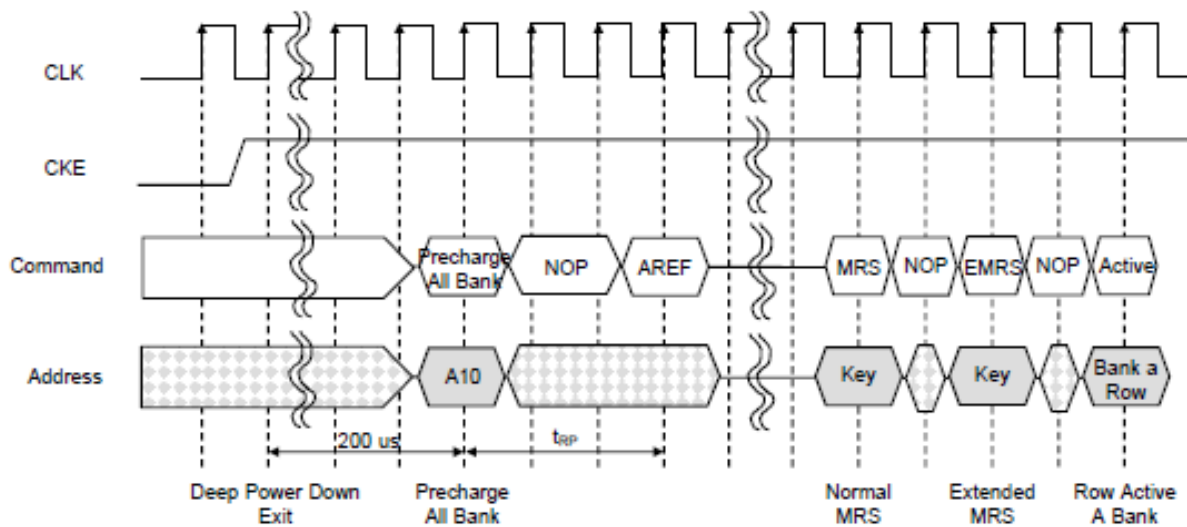 CLK
CKE
Command
Precharge
All Bank
NOP
AREF
MRS
NOP
EMRS
NOP
Active
Address
A10
Key
Key
Bank a
Row
200 us
tRP
Deep Power Down
Exit
Precharge
All Bank
Normal
MRS
Extended
MRS
Row Active
A Bank